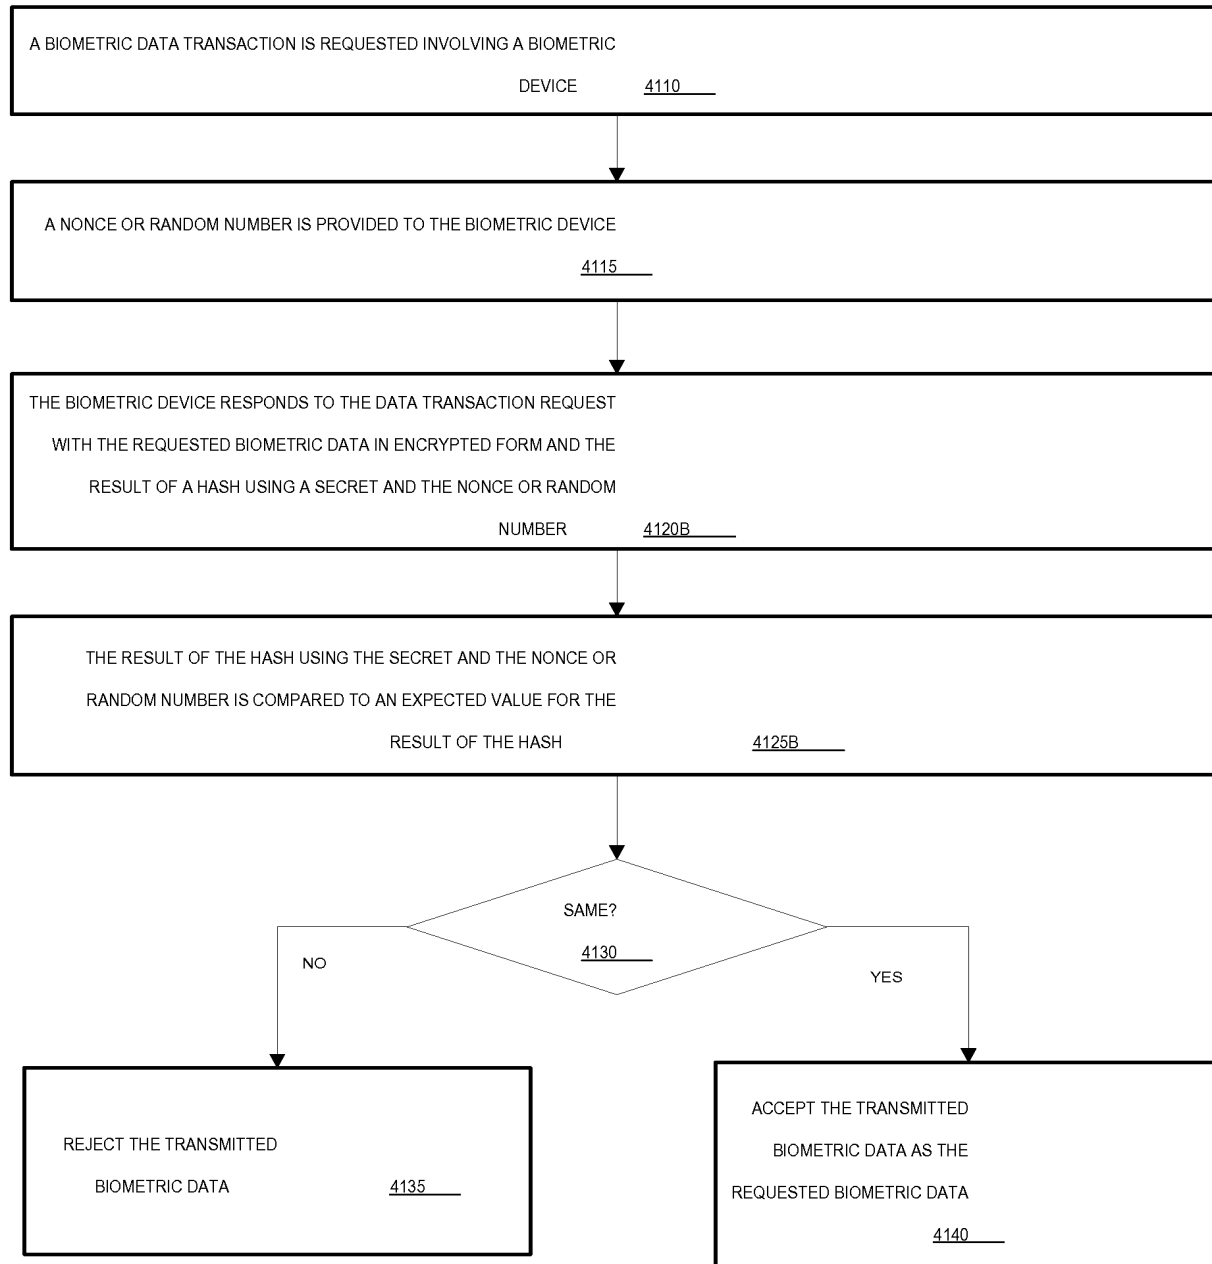 A BIOMETRIC DATA TRANSACTION IS REQUESTED INVOLVING A BIOMETRIC
DEVICE 4110
A NONCE OR RANDOM NUMBER IS PROVIDED TO THE BIOMETRIC DEVICE
4115
THE BIOMETRIC DEVICE RESPONDS TO THE DATA TRANSACTION REQUEST
WITH THE REQUESTED BIOMETRIC DATA IN ENCRYPTED FORM AND THE
RESULT OF A HASH USING A SECRET AND THE NONCE OR RANDOM
NUMBER 4120B
THE RESULT OF THE HASH USING THE SECRET AND THE NONCE OR
RANDOM NUMBER IS COMPARED TO AN EXPECTED VALUE FOR THE
RESULT OF THE HASH 4125B
SAME?
4130
NO
YES
REJECT THE TRANSMITTED
BIOMETRIC DATA 4135
ACCEPT THE TRANSMITTED
BIOMETRIC DATA AS THE
REQUESTED BIOMETRIC DATA
4140